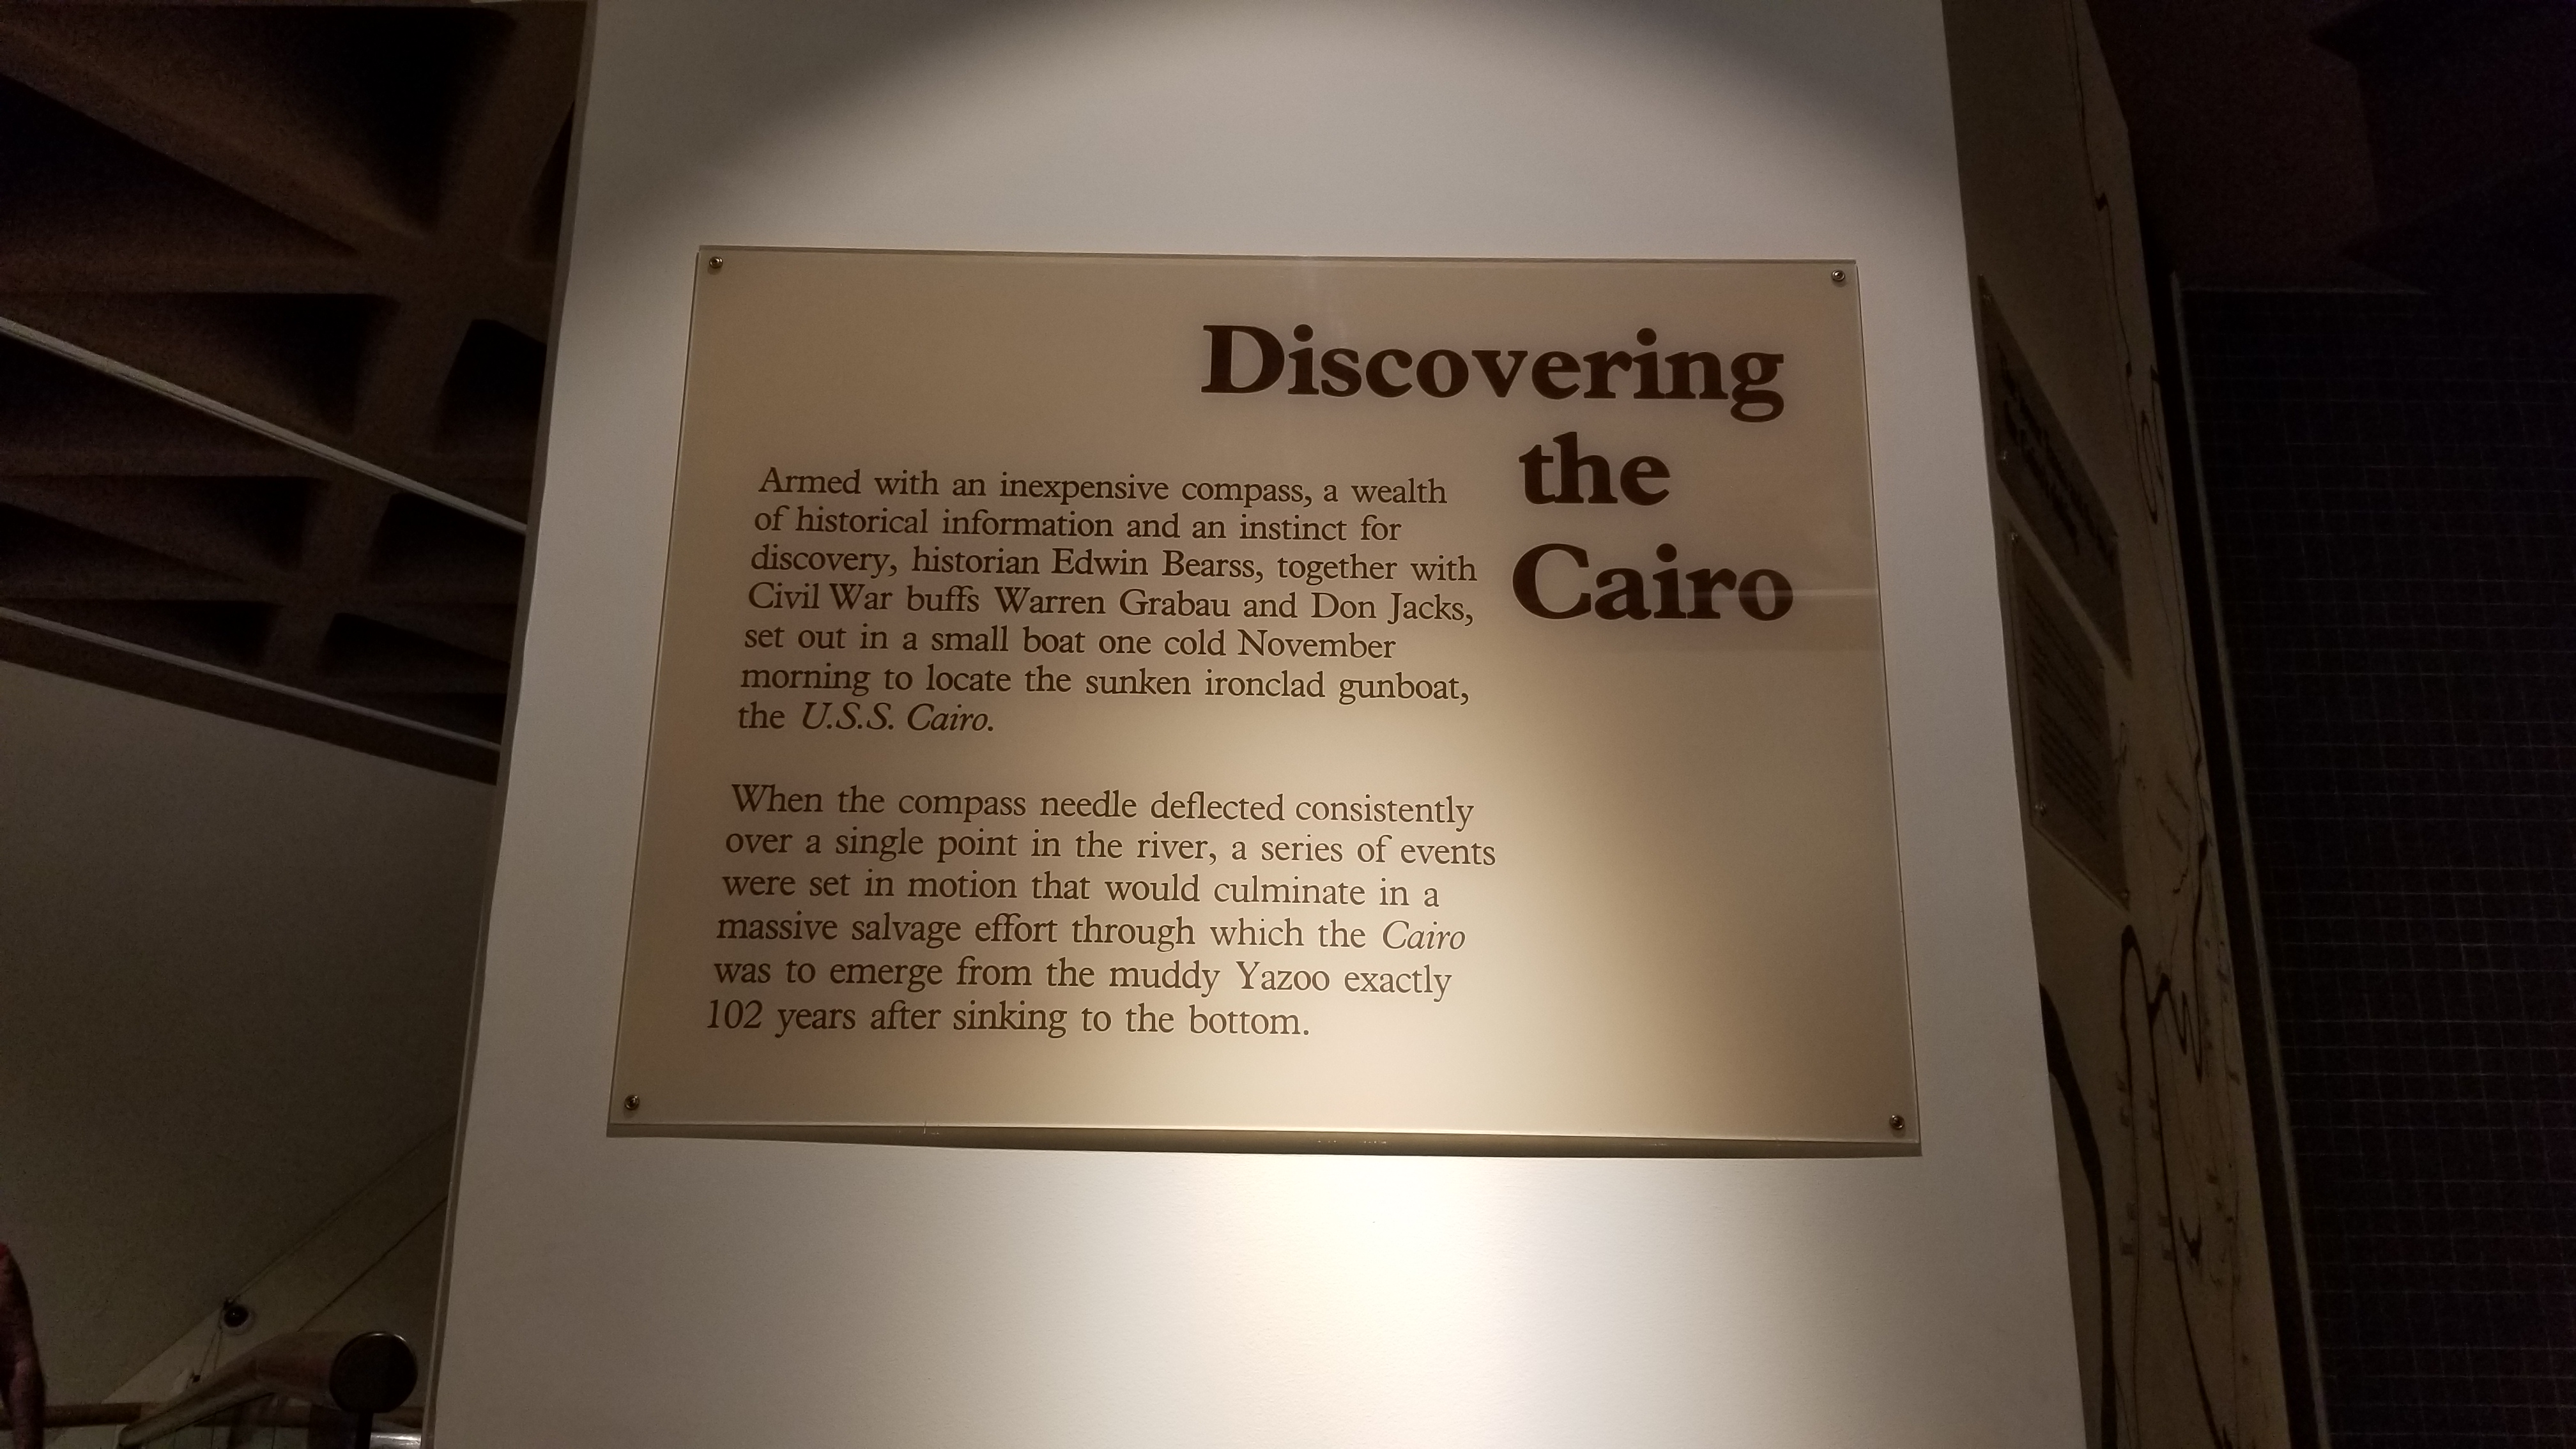 Discovering
the
Cairo
Armed with an inexpensive compass, a wealth
of historical information and an instinct for
discovery, historian Edwin Bearss, together with
Civil War buffs Warren Grabau and Don Jacks,
set out in a small boat one cold November
morning to locate the sunken ironclad gunboat,
the U.S.S. Cairo.
When the compass needle deflected consistently
over a single point in the river, a series of events
were set in motion that would culminate in a
massive salvage effort through which the Cairo
was to emerge from the muddy Yazoo exactly
102 years after sinking to the bottom.